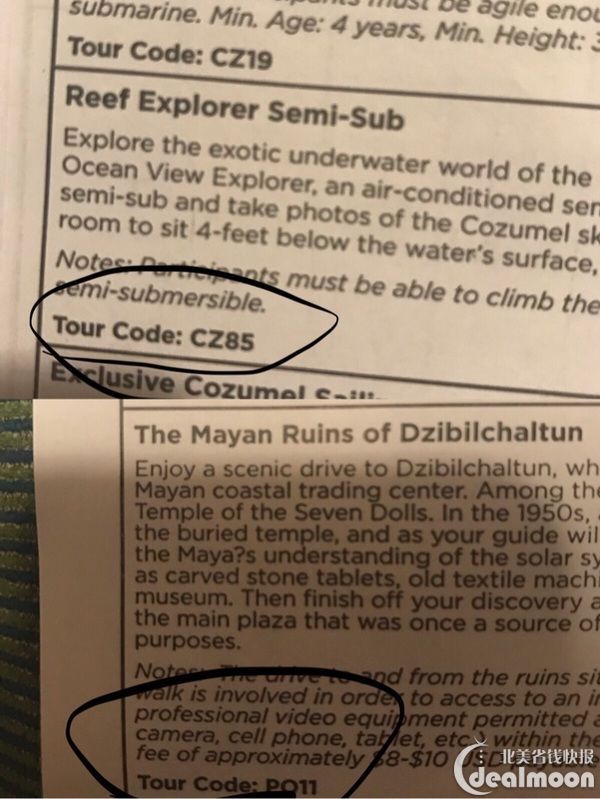 submarine. Min. Age: 4 years, Min. Height:
must be agile enou
Tour Code: CZ19
Reef Explorer Semi-Sub
Explore the exotic underwater world of the
Ocean View Explorer, an air-conditioned
semi-sub and take photos of the Cozumel
room to sit 4-feet below the water's surface,
Notes: Participants must be able to climb the
semi-submersible.
Tour Code: CZ85
Exclusive Cozumel
The Mayan Ruins of Dzibilchaltun
Enjoy a scenic drive to Dzibilchaltun, wh
Mayan coastal trading center. Among the
Temple of the Seven Dolls. In the 1950s,
the buried temple, and as your guide wil
the Maya?s understanding of the solar sy
as carved stone tablets, old textile mach
museum. Then finish off your discovery a
the main plaza that was once a source of
purposes.
Notes: The drive to and from the ruins
walk is involved in order to access to an
professional video equipment permitted
camera, cell phone, tablet, etc. within the
fee of approximately $8-$10 USD
Tour Code: PO11
北美省钱快报
dealmoon